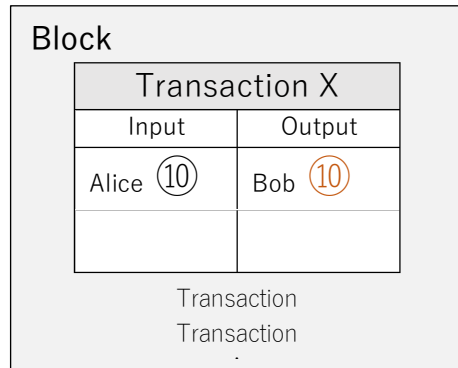 Block
Transaction X
Input Output
Alice ⑩ Bob ⑩
Transaction
Transaction